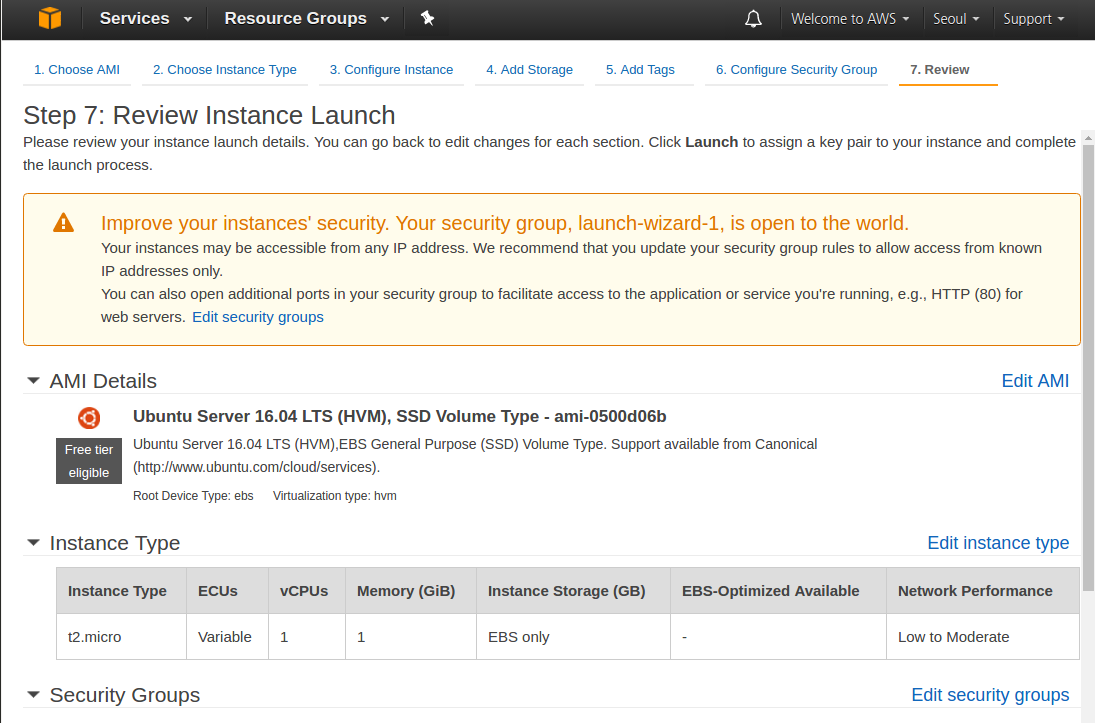 Services Resource Groups Welcome to AWS Seoul Support
1. Choose AMI 2. Choose Instance Type 3. Configure Instance 4. Add Storage 5. Add Tags 6. Configure Security Group 7. Review
Step 7: Review Instance Launch
Please review your instance launch details. You can go back to edit changes for each section. Click Launch to assign a key pair to your instance and complete
the launch process.
Improve your instances' security. Your security group, launch-wizard-1, is open to the world.
Your instances may be accessible from any IP address. We recommend that you update your security group rules to allow access from known
IP addresses only.
You can also open additional ports in your security group to facilitate access to the application or service you're running, e.g., HTTP (80) for
web servers. Edit security groups
AMI Details Edit AMI
Ubuntu Server 16.04 LTS (HVM), SSD Volume Type - ami-0500d06b
Free tier
eligible
Ubuntu Server 16.04 LTS (HVM),EBS General Purpose (SSD) Volume Type. Support available from Canonical
(http://www.ubuntu.com/cloud/services).
Root Device Type: ebs Virtualization type: hvm
Instance Type Edit instance type
Instance Type ECUs vCPUs Memory (GiB) Instance Storage (GB) EBS-Optimized Available Network Performance
t2.micro Variable 1 1 EBS only - Low to Moderate
Security Groups Edit security groups